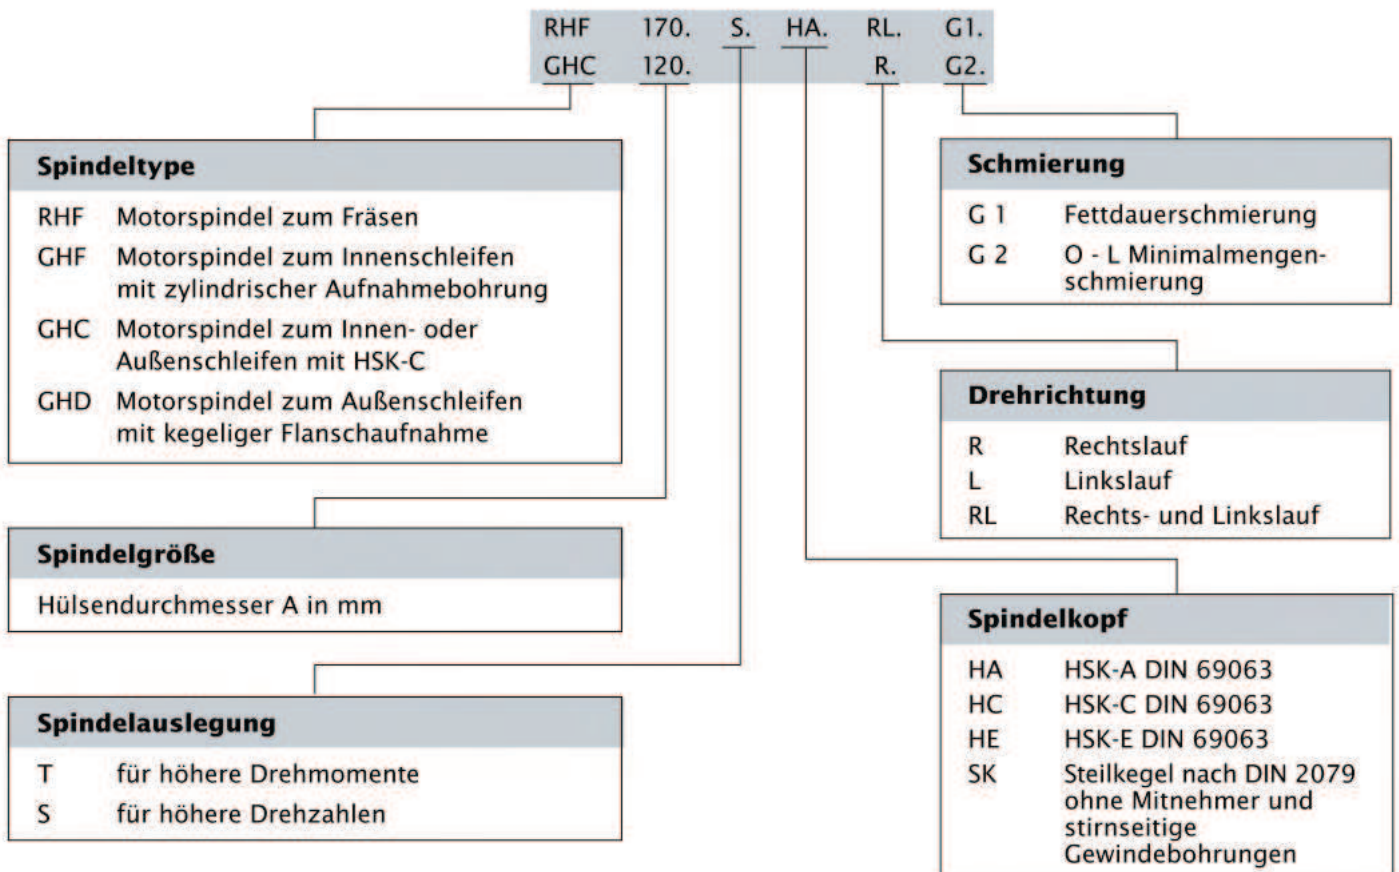 RHF 170. S. HA. RL. G1.
GHC 120. R. G2.
Spindeltype
RHF Motorspindel zum Fräsen
GHF Motorspindel zum Innenschleifen
mit zylindrischer Aufnahmebohrung
GHC Motorspindel zum Innen- oder
Außenschleifen mit HSK-C
GHD Motorspindel zum Außenschleifen
mit kegeliger Flanschaufnahme
Spindelgröße
Hülsendurchmesser A in mm
Spindelauslegung
T für höhere Drehmomente
S für höhere Drehzahlen
Schmierung
G 1 Fettdauerschmierung
G 2 O - L Minimalmengen-
schmierung
Drehrichtung
R Rechtslauf
L Linkslauf
RL Rechts- und Linkslauf
Spindelkopf
HA HSK-A DIN 69063
HC HSK-C DIN 69063
HE HSK-E DIN 69063
SK Steilkegel nach DIN 2079
ohne Mitnehmer und
stirnseitige
Gewindebohrungen